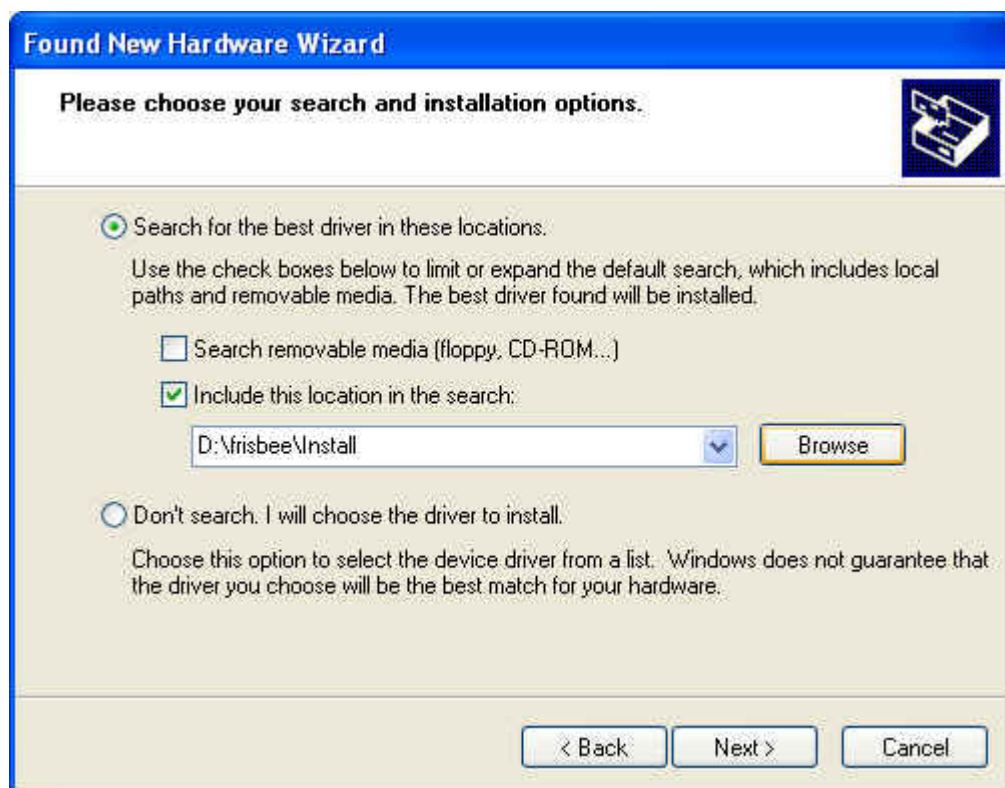 Found New Hardware Wizard
Please choose your search and installation options.
Search for the best driver in these locations.
Use the check boxes below to limit or expand the default search, which includes local
paths and removable media. The best driver found will be installed.
Search removable media (floppy, CD-ROM...)
Include this location in the search:
D:\frisbee\Install
Browse
Don't search. I will choose the driver to install.
Choose this option to select the device driver from a list. Windows does not guarantee that
the driver you choose will be the best match for your hardware.
< Back
Next >
Cancel